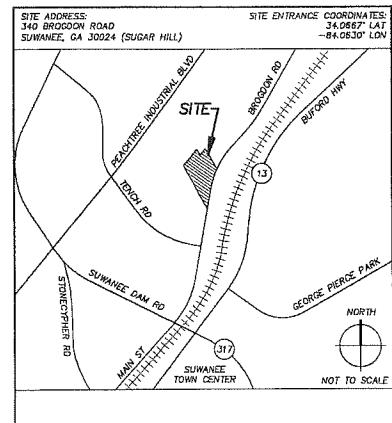 SITE ADDRESS:
340 BROGDON ROAD
SUWANEE, GA 30024 (SUGAR HILL)
SITE ENTRANCE COORDINATES:
34.0667° LAT
-84.0630° LON
PEACHTREE INDUSTRIAL BLVD
SITE
BROGDON RD
BUFORD HWY
13
TENCH RD
SUWANEE DAM RD
STONECYPHER RD
GEORGE PIERCE PARK
MAIN ST
317
SUWANEE
TOWN CENTER
NORTH
NOT TO SCALE